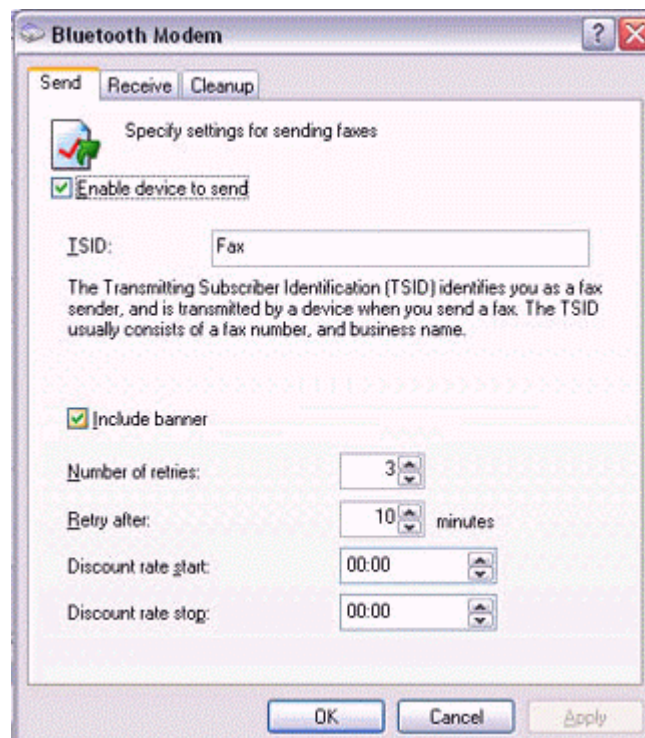 Bluetooth Modem
Send Receive Cleanup
Specify settings for sending faxes
Enable device to send
TSID: Fax
The Transmitting Subscriber Identification (TSID) identifies you as a fax
sender, and is transmitted by a device when you send a fax. The TSID
usually consists of a fax number, and business name.
Include banner
Number of retries: 3
Retry after: 10 minutes
Discount rate start: 00:00
Discount rate stop: 00:00
OK Cancel Apply